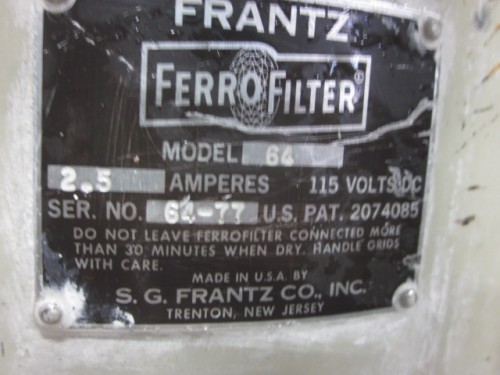 FRANTZ
FERROFILTER®
MODEL 64
2.5 AMPERES 115 VOLTS DC
SER. NO. 64-77 U.S. PAT. 2074085
DO NOT LEAVE FERROFILTER CONNECTED MORE
THAN 30 MINUTES WHEN DRY. HANDLE GRIDS
WITH CARE.
MADE IN U.S.A. BY
S. G. FRANTZ CO., INC.
TRENTON, NEW JERSEY